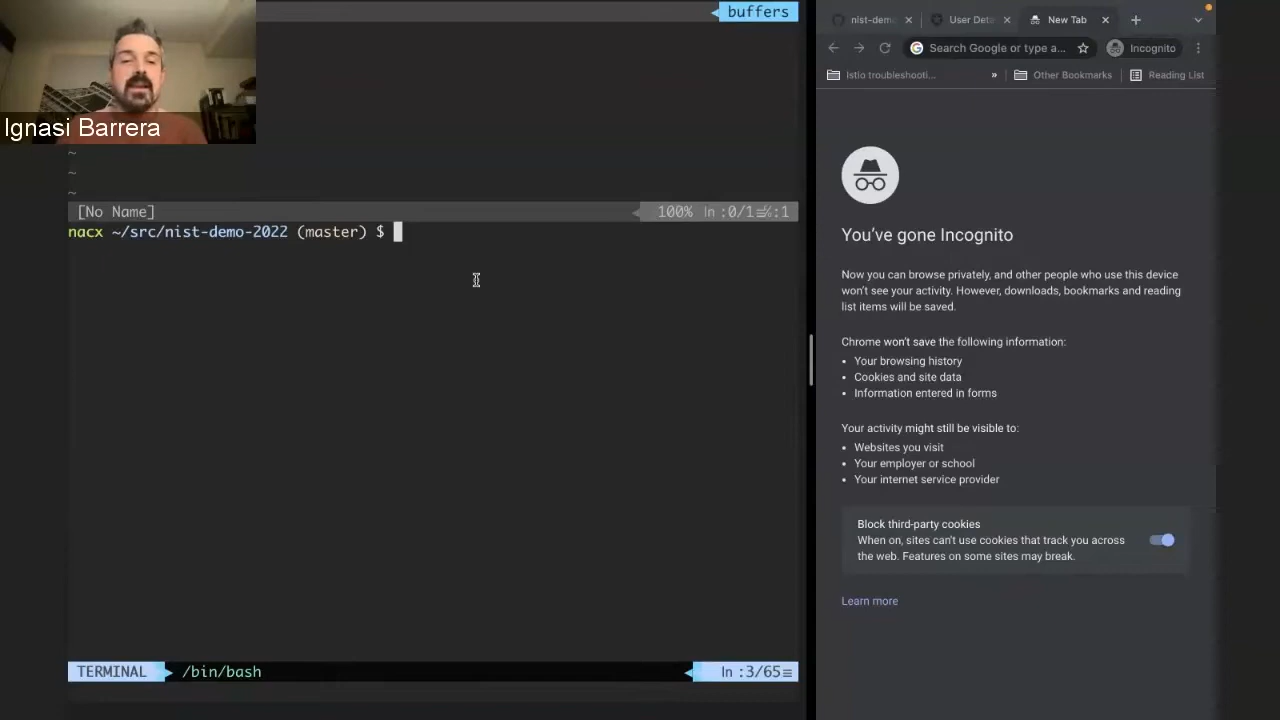 buffers
Ignasi Barrera
~
~
~
[No Name] 100% ln :0/1≡℅:1
nacx ~/src/nist-demo-2022 (master) $
TERMINAL /bin/bash ln :3/65≡
nist-demo
User Deta
New Tab
Search Google or type a...
Incognito
Istio troubleshooti...
»
Other Bookmarks
Reading List
You've gone Incognito
Now you can browse privately, and other people who use this device
won't see your activity. However, downloads, bookmarks and reading
list items will be saved.
Chrome won't save the following information:
• Your browsing history
• Cookies and site data
• Information entered in forms
Your activity might still be visible to:
• Websites you visit
• Your employer or school
• Your internet service provider
Block third-party cookies
When on, sites can't use cookies that track you across
the web. Features on some sites may break.
Learn more